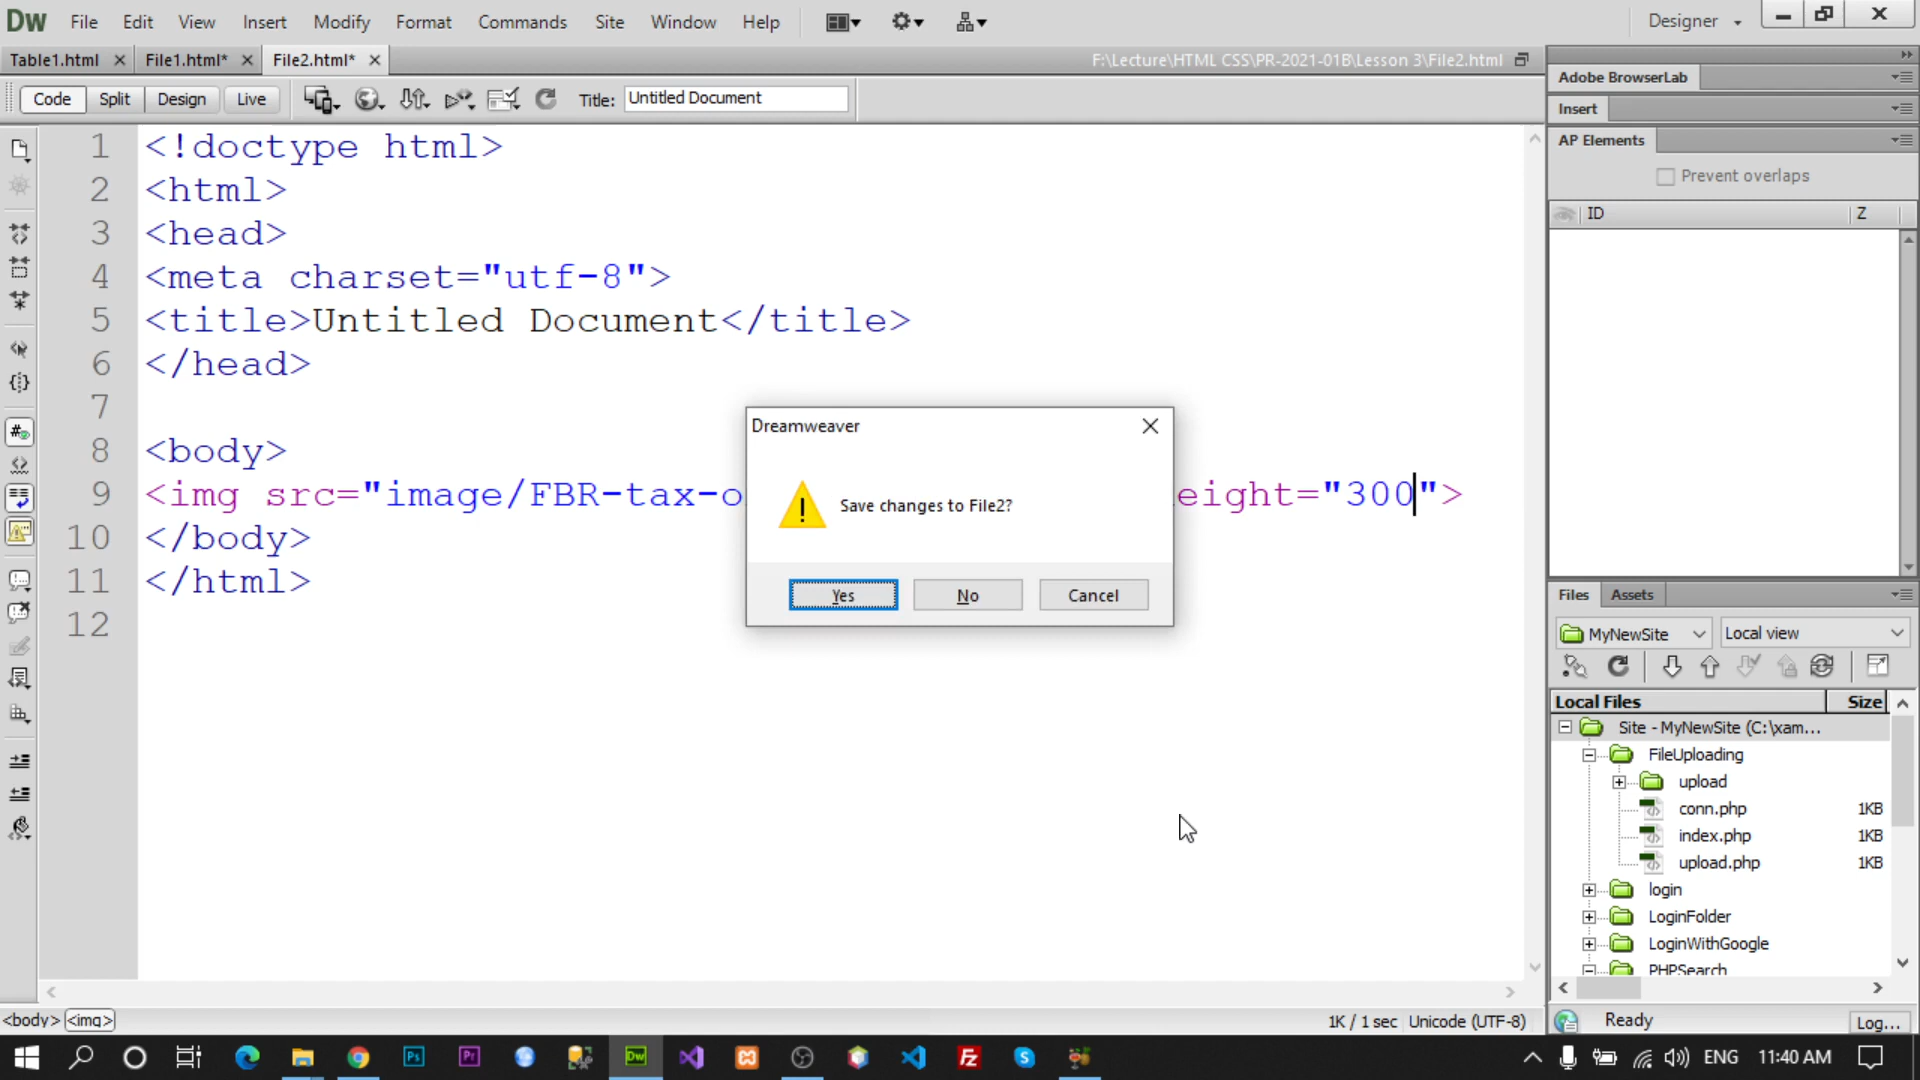 Dw File Edit View Insert Modify Format Commands Site Window Help Designer
Table1.html File1.html* File2.html* F:\Lecture\HTML CSS\PR-2021-01B\Lesson 3\File2.html
Code Split Design Live Title: Untitled Document
1 <!doctype html>
2 <html>
3 <head>
4 <meta charset="utf-8">
5 <title>Untitled Document</title>
6 </head>
7
8 <body>
9 <img src="image/FBR-tax-o eight="300">
10 </body>
11 </html>
12
Dreamweaver
Save changes to File2?
Yes No Cancel
Adobe BrowserLab
Insert
AP Elements
Prevent overlaps
ID Z
Files Assets
MyNewSite Local view
Local Files Size
Site - MyNewSite (C:\xam...
FileUploading
upload
conn.php 1KB
index.php 1KB
upload.php 1KB
login
LoginFolder
LoginWithGoogle
PHPSearch
<body> <img> 1K / 1 sec Unicode (UTF-8)
Ready Log...
Ps Pr Dw Fz S ENG 11:40 AM